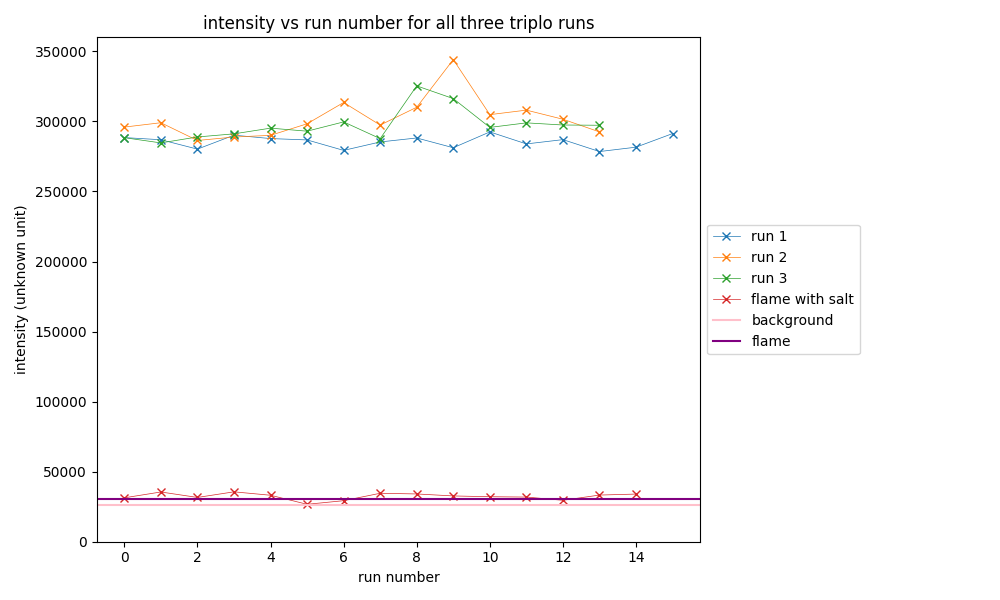 intensity vs run number for all three triplo runs
350000
300000
250000
200000
150000
100000
50000
0
intensity (unknown unit)
0 2 4 6 8 10 12 14
run number
run 1
run 2
run 3
flame with salt
background
flame